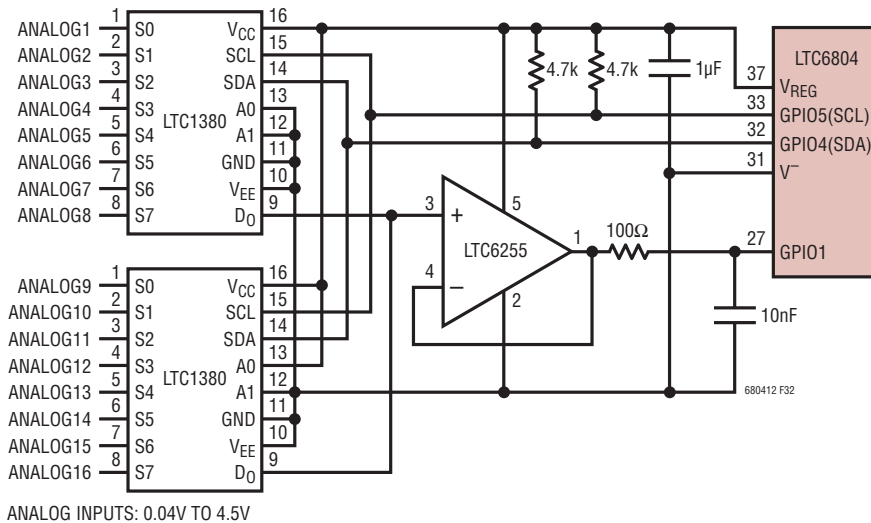 ANALOG1 1 S0 LTC1380 VCC 16
ANALOG2 2 S1 SCL 15
ANALOG3 3 S2 SDA 14
ANALOG4 4 S3 A0 13
ANALOG5 5 S4 A1 12
ANALOG6 6 S5 GND 11
ANALOG7 7 S6 VEE 10
ANALOG8 8 S7 DO 9
ANALOG9 1 S0 LTC1380 VCC 16
ANALOG10 2 S1 SCL 15
ANALOG11 3 S2 SDA 14
ANALOG12 4 S3 A0 13
ANALOG13 5 S4 A1 12
ANALOG14 6 S5 GND 11
ANALOG15 7 S6 VEE 10
ANALOG16 8 S7 DO 9
4.7k
4.7k
1µF
3 +
4 −
LTC6255
5
2
1
100Ω
10nF
LTC6804
37 VREG
33 GPIO5(SCL)
32 GPIO4(SDA)
31 V−
27 GPIO1
680412 F32
ANALOG INPUTS: 0.04V TO 4.5V